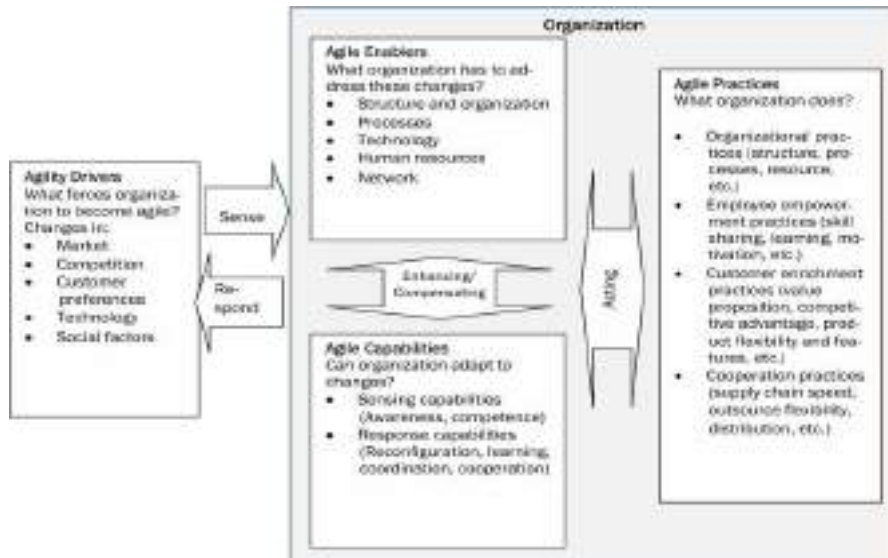 Organization
Agile Enablers
What organization has to ad-
dress these changes?
• Structure and organization
• Processes
• Technology
• Human resources
• Network
Agility Drivers
What forces organiza-
tion to become agile?
Changes in:
• Market
• Competition
• Customer
preferences
• Technology
• Social factors
Sense
Re-
spond
Enhancing/
Compensating
Agile Capabilities
Can organization adapt to
changes?
• Sensing capabilities
(Awareness, competence)
• Response capabilities
(Reconfiguration, learning,
coordination, cooperation)
Acting
Agile Practices
What organization does?
• Organizational prac-
tices (structure, pro-
cesses, resource,
etc.)
• Employee empower-
ment practices (skill
sharing, learning, mo-
tivation, etc.)
• Customer enrichment
practices (value
proposition, competi-
tive advantage, product
flexibility and fea-
tures, etc.)
• Cooperation practices
(supply chain speed,
outsource flexibility,
distribution, etc.)